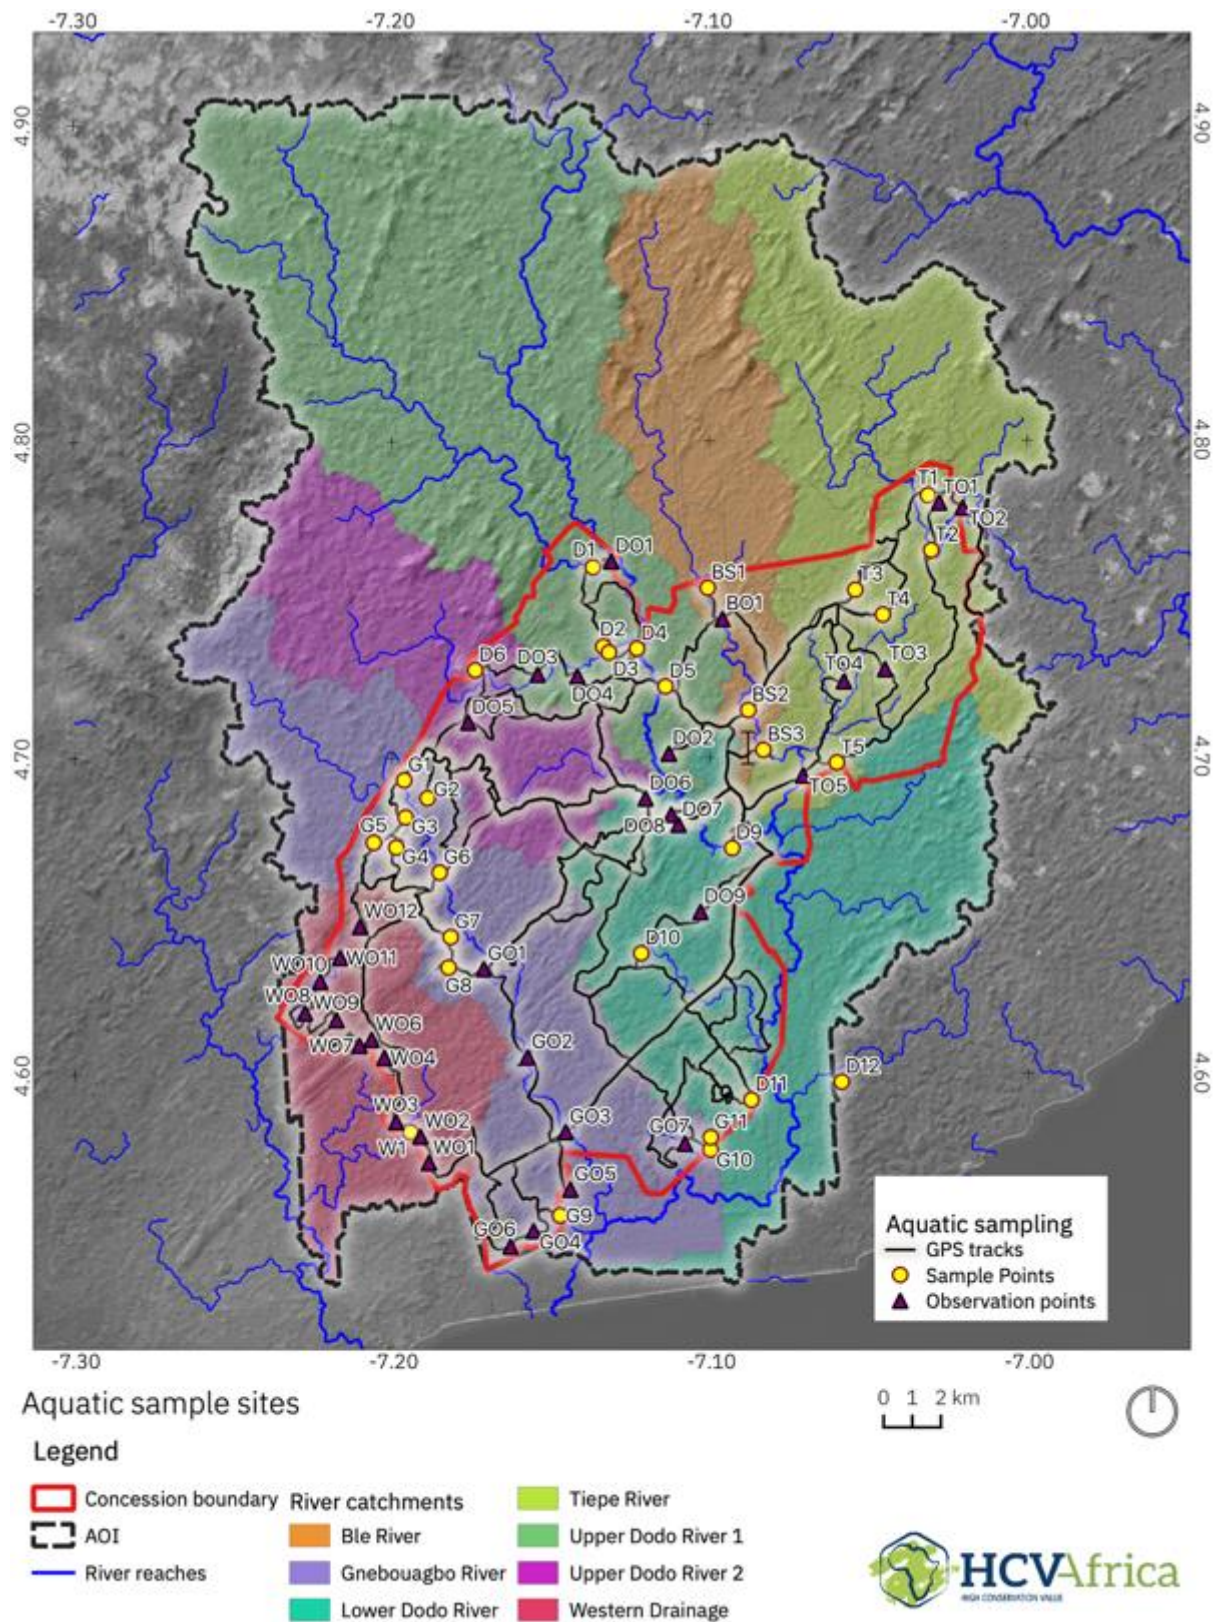 -7.30 -7.20 -7.10 -7.00
4.90 4.90
4.80 4.80
T1 TO1
TO2
T2
D1 DO1
BS1 T3
BO1 T4
D2 D4
D6 DO3 D3 TO4 TO3
DO4 D5
BS2
DO5
DO2 BS3
4.70 T5 4.70
G1
G2 DO6 TO5
DO7
G3 DO8 D9
G5
G4 G6
DO9
WO12
G7
WO11 GO1 D10
WO10
G8
WO8 WO9
WO6
WO7 WO4 GO2
4.60 4.60
D12
D11
WO3 GO3
WO2 GO7 G11
W1 WO1 G10
GO5
G9
GO6 GO4
Aquatic sampling
GPS tracks
Sample Points
Observation points
-7.30 -7.20 -7.10 -7.00
Aquatic sample sites
0 1 2 km
Legend
Concession boundary
AOI
River reaches
River catchments
Ble River
Gnebouagbo River
Lower Dodo River
Tiepe River
Upper Dodo River 1
Upper Dodo River 2
Western Drainage
HCVAfrica
HIGH CONSERVATION VALUE